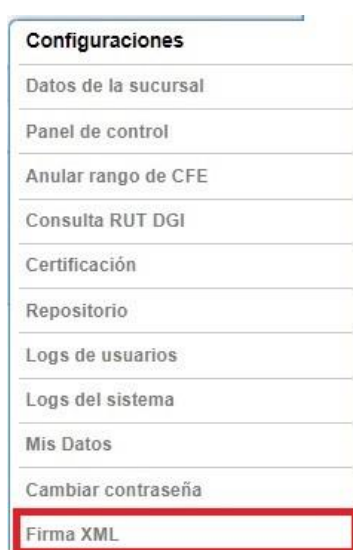 Configuraciones
Datos de la sucursal
Panel de control
Anular rango de CFE
Consulta RUT DGI
Certificación
Repositorio
Logs de usuarios
Logs del sistema
Mis Datos
Cambiar contraseña
Firma XML